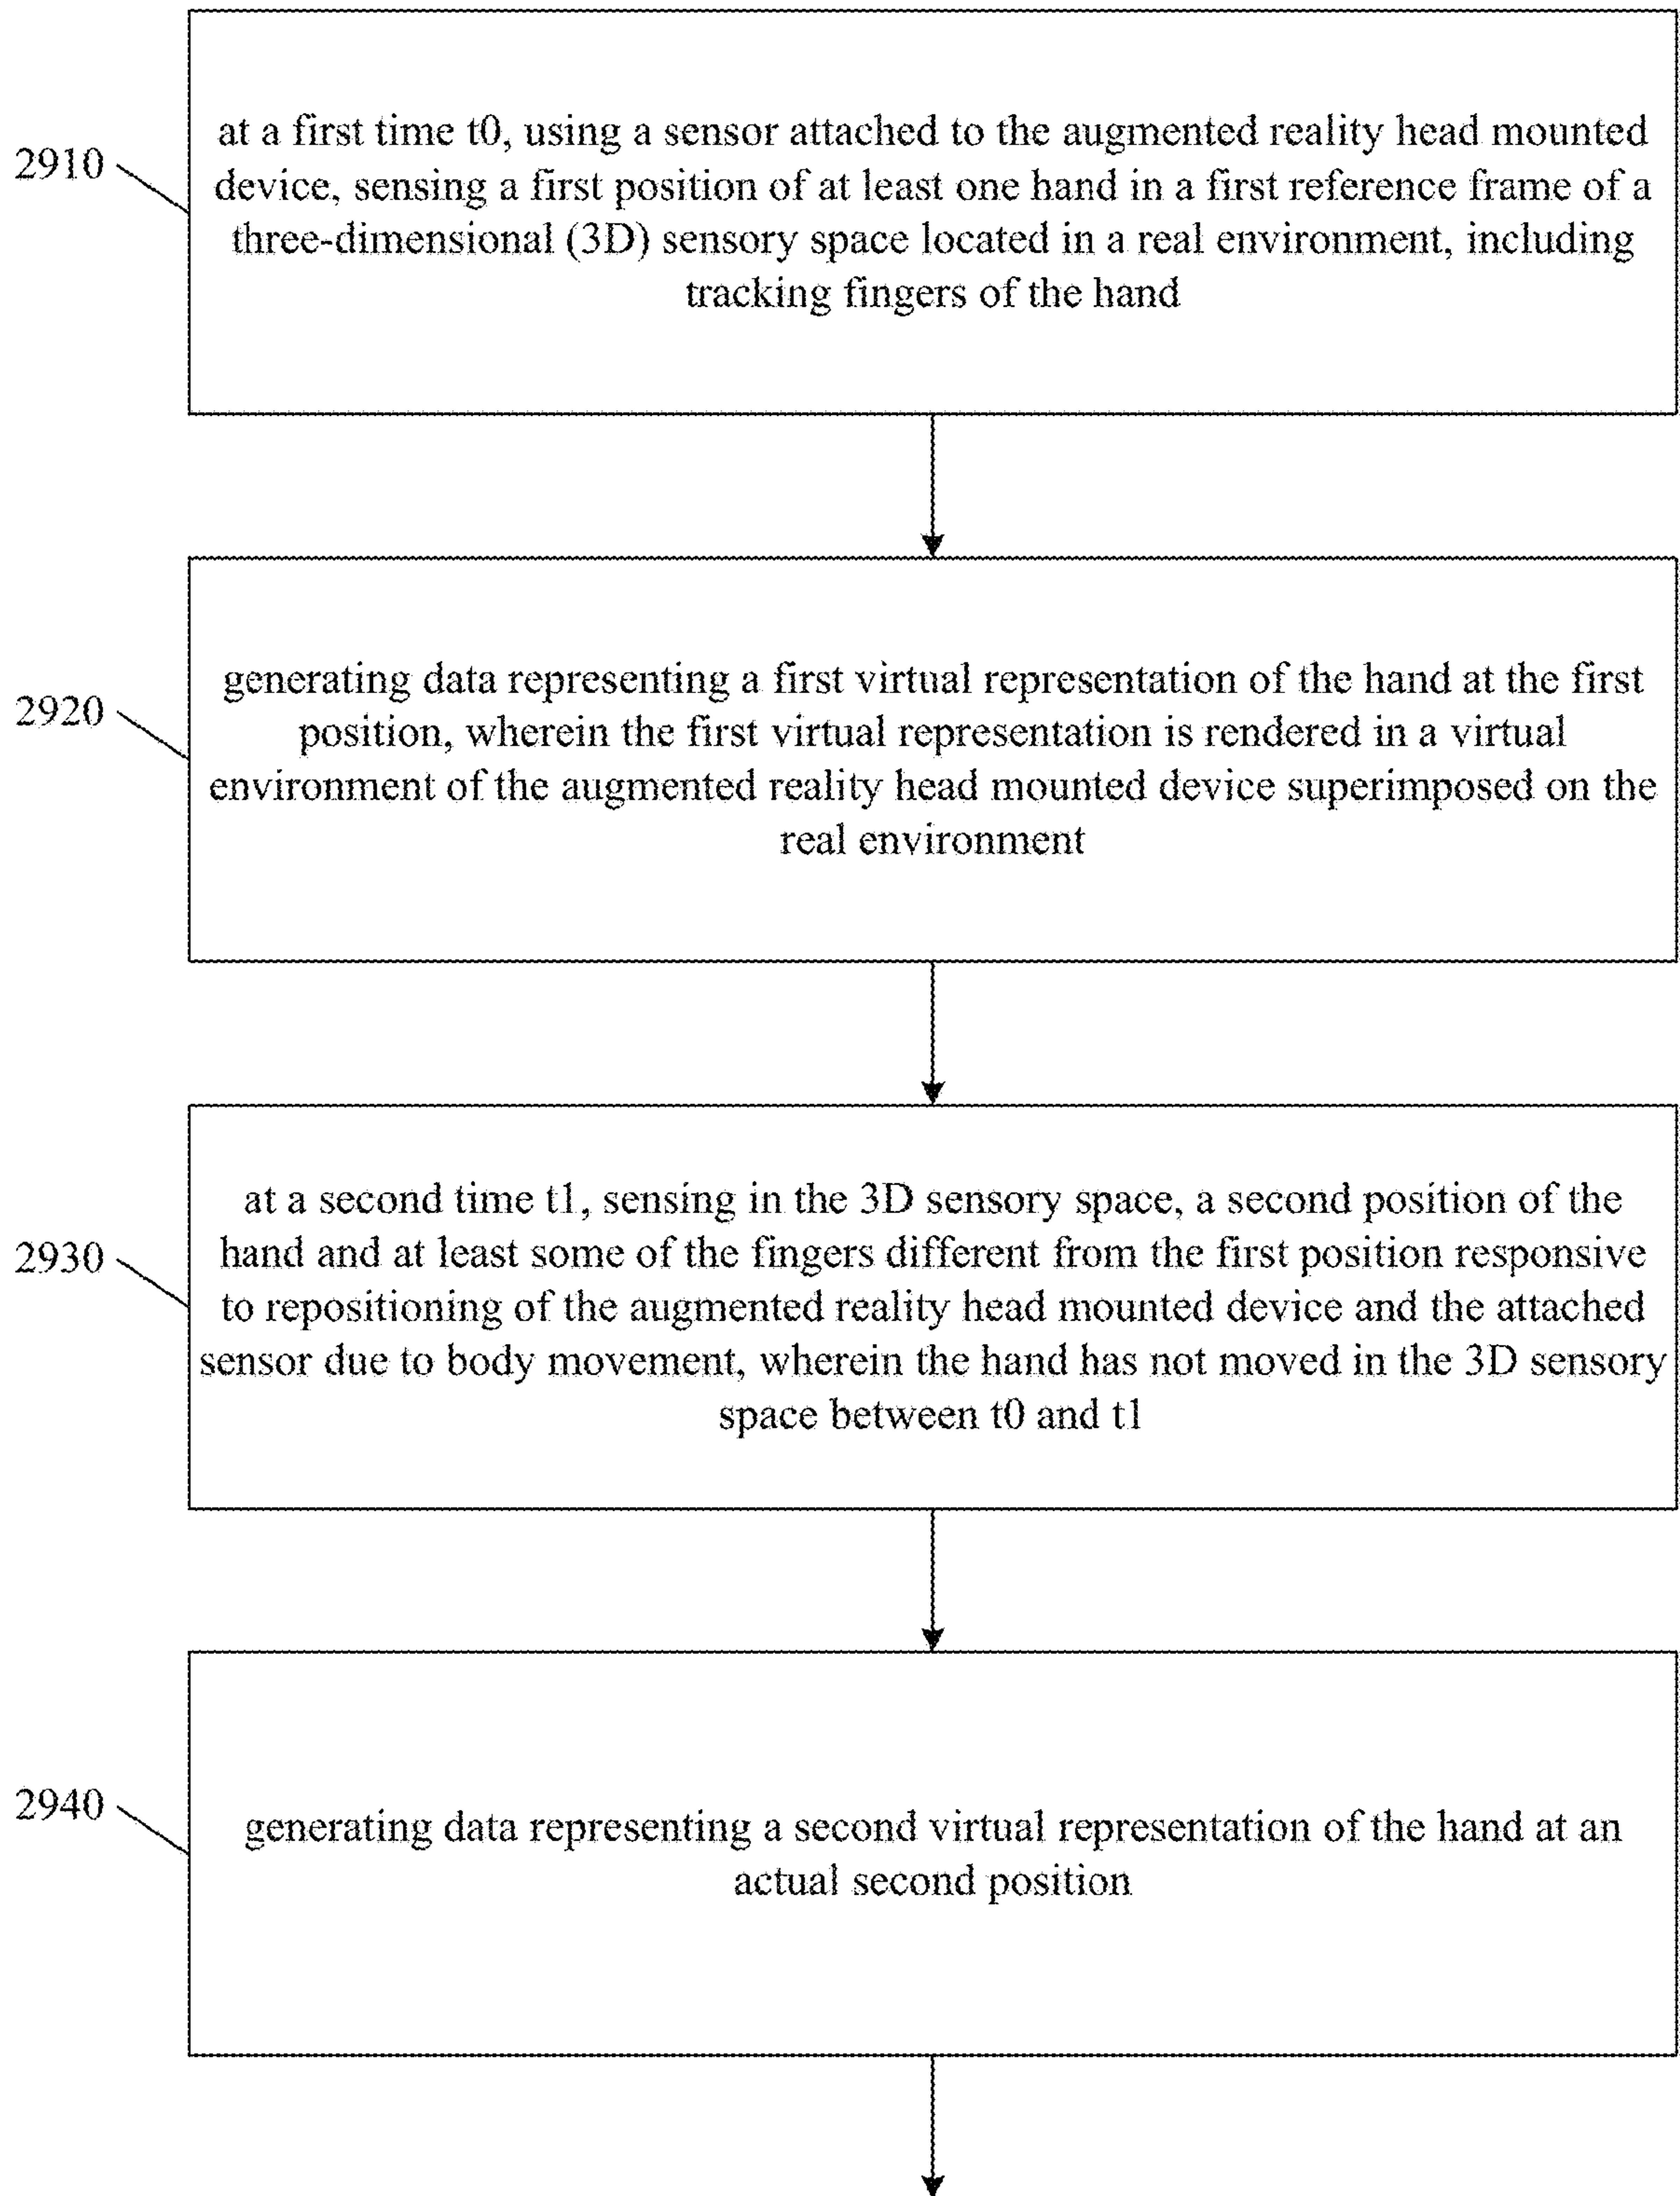 2910
at a first time t0, using a sensor attached to the augmented reality head mounted
device, sensing a first position of at least one hand in a first reference frame of a
three-dimensional (3D) sensory space located in a real environment, including
tracking fingers of the hand
2920
generating data representing a first virtual representation of the hand at the first
position, wherein the first virtual representation is rendered in a virtual
environment of the augmented reality head mounted device superimposed on the
real environment
2930
at a second time t1, sensing in the 3D sensory space, a second position of the
hand and at least some of the fingers different from the first position responsive
to repositioning of the augmented reality head mounted device and the attached
sensor due to body movement, wherein the hand has not moved in the 3D sensory
space between t0 and t1
2940
generating data representing a second virtual representation of the hand at an
actual second position